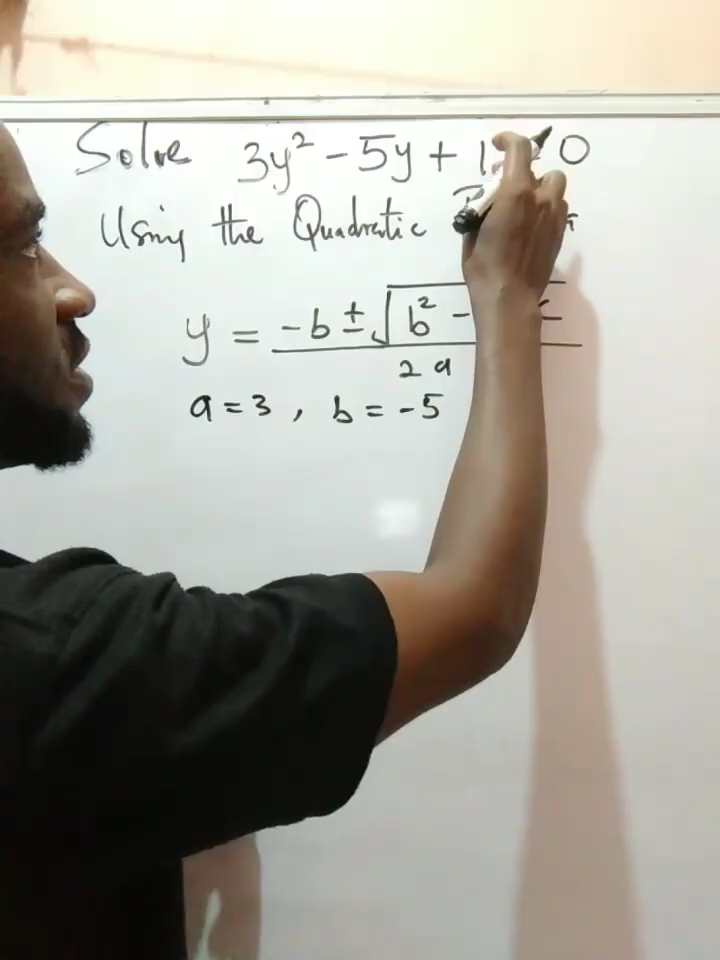 Solve 3y² - 5y + 1 0
Using the Quadratic
y = -b ± √b² -
2a
a = 3 , b = -5